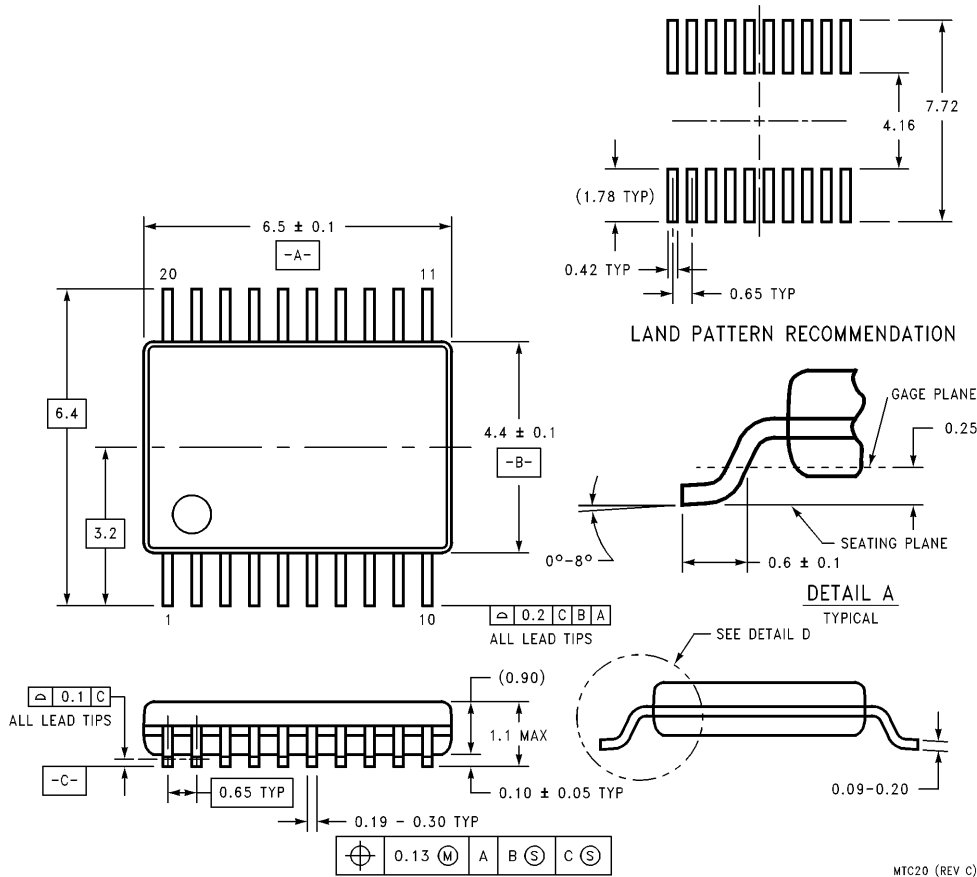 7.72
4.16
(1.78 TYP)
0.42 TYP
0.65 TYP
LAND PATTERN RECOMMENDATION
6.5 ± 0.1
-A-
20
11
6.4
3.2
4.4 ± 0.1
-B-
1
10
⌓ 0.2 C B A
ALL LEAD TIPS
GAGE PLANE
0.25
SEATING PLANE
0°-8°
0.6 ± 0.1
DETAIL A
TYPICAL
SEE DETAIL D
⌓ 0.1 C
ALL LEAD TIPS
-C-
(0.90)
1.1 MAX
0.65 TYP
0.10 ± 0.05 TYP
0.19 - 0.30 TYP
⌖ 0.13 Ⓜ A B Ⓢ C Ⓢ
0.09-0.20
MTC20 (REV C)